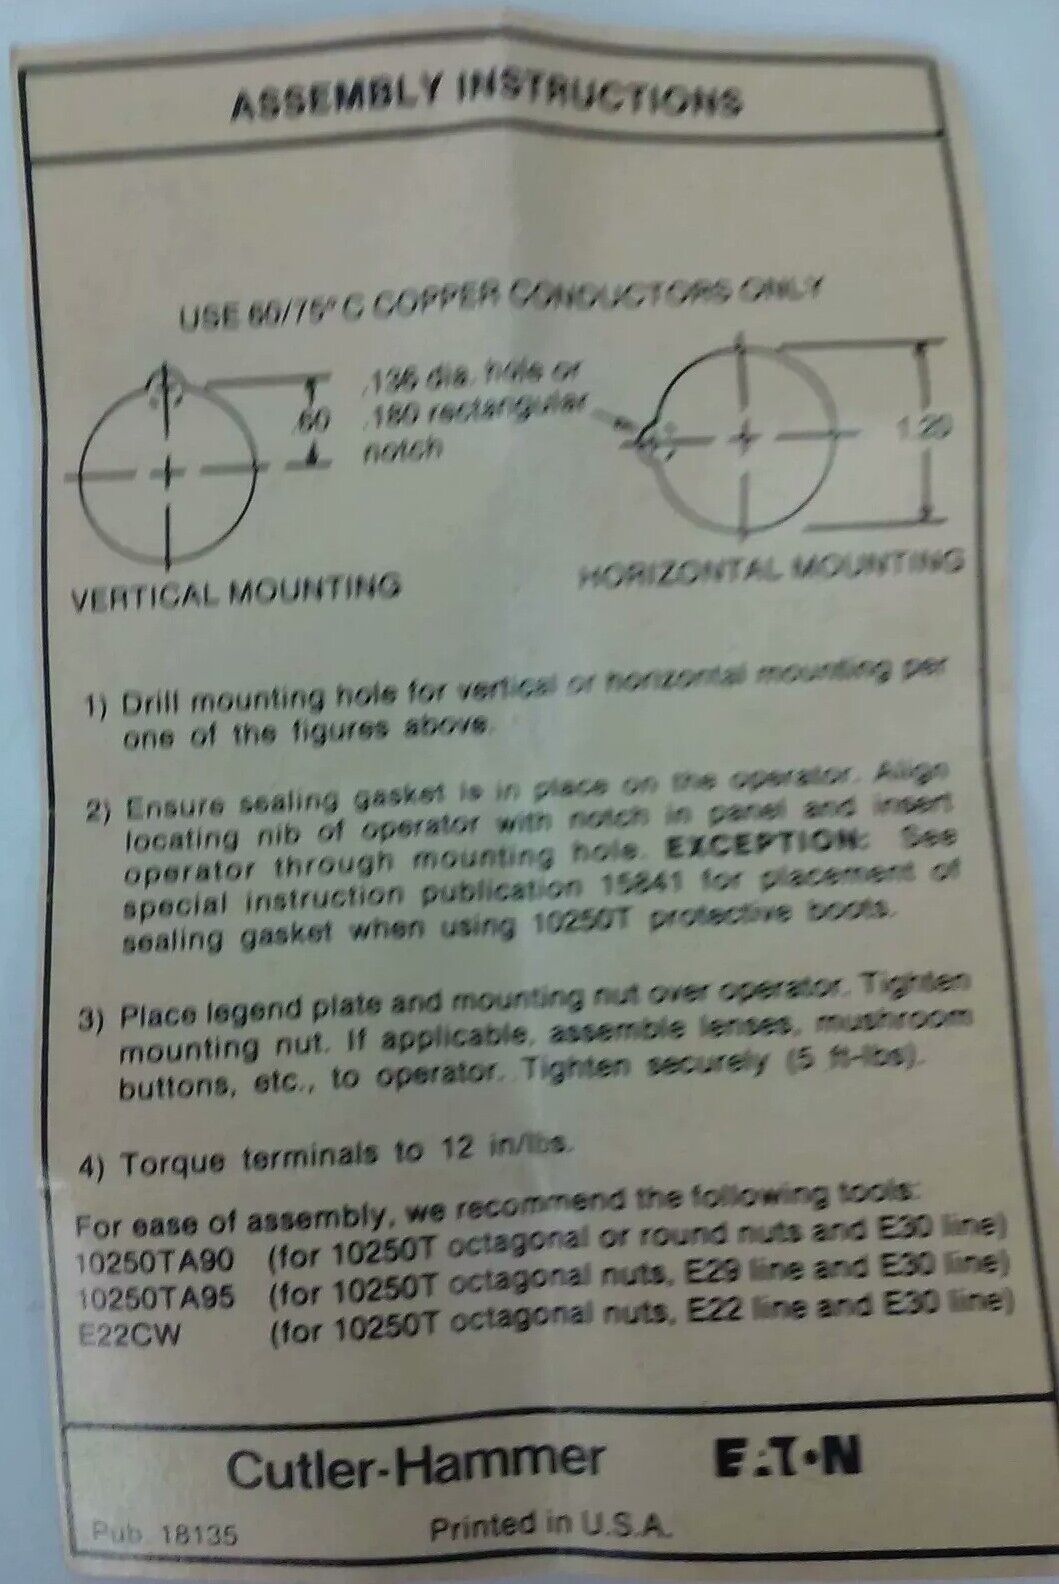 ASSEMBLY INSTRUCTIONS
USE 60/75°C COPPER CONDUCTORS ONLY
.60
.136 dia. hole or
.180 rectangular
notch
1.20
VERTICAL MOUNTING
HORIZONTAL MOUNTING
1) Drill mounting hole for vertical or horizontal mounting per
one of the figures above.
2) Ensure sealing gasket is in place on the operator. Align
locating nib of operator with notch in panel and insert
operator through mounting hole. EXCEPTION: See
special instruction publication 15841 for placement of
sealing gasket when using 10250T protective boots.
3) Place legend plate and mounting nut over operator. Tighten
mounting nut. If applicable, assemble lenses, mushroom
buttons, etc., to operator. Tighten securely (5 ft-lbs).
4) Torque terminals to 12 in/lbs.
For ease of assembly, we recommend the following tools:
10250TA90 (for 10250T octagonal or round nuts and E30 line)
10250TA95 (for 10250T octagonal nuts, E29 line and E30 line)
E22CW (for 10250T octagonal nuts, E22 line and E30 line)
Cutler-Hammer EATON
Pub. 18135 Printed in U.S.A.